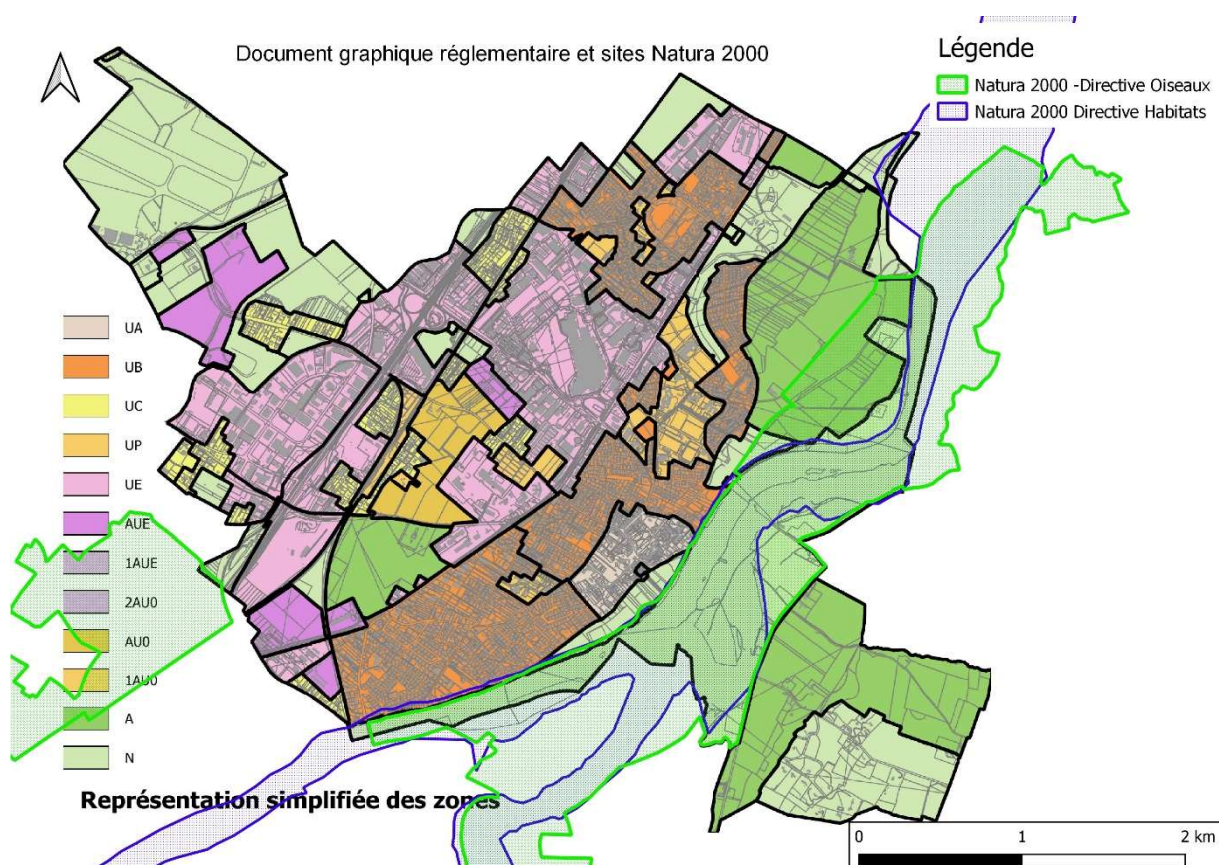 Document graphique réglementaire et sites Natura 2000
Légende
Natura 2000 -Directive Oiseaux
Natura 2000 Directive Habitats
UA
UB
UC
UP
UE
AUE
1AUE
2AU0
AU0
1AU0
A
N
Représentation simplifiée des zones
0 1 2 km